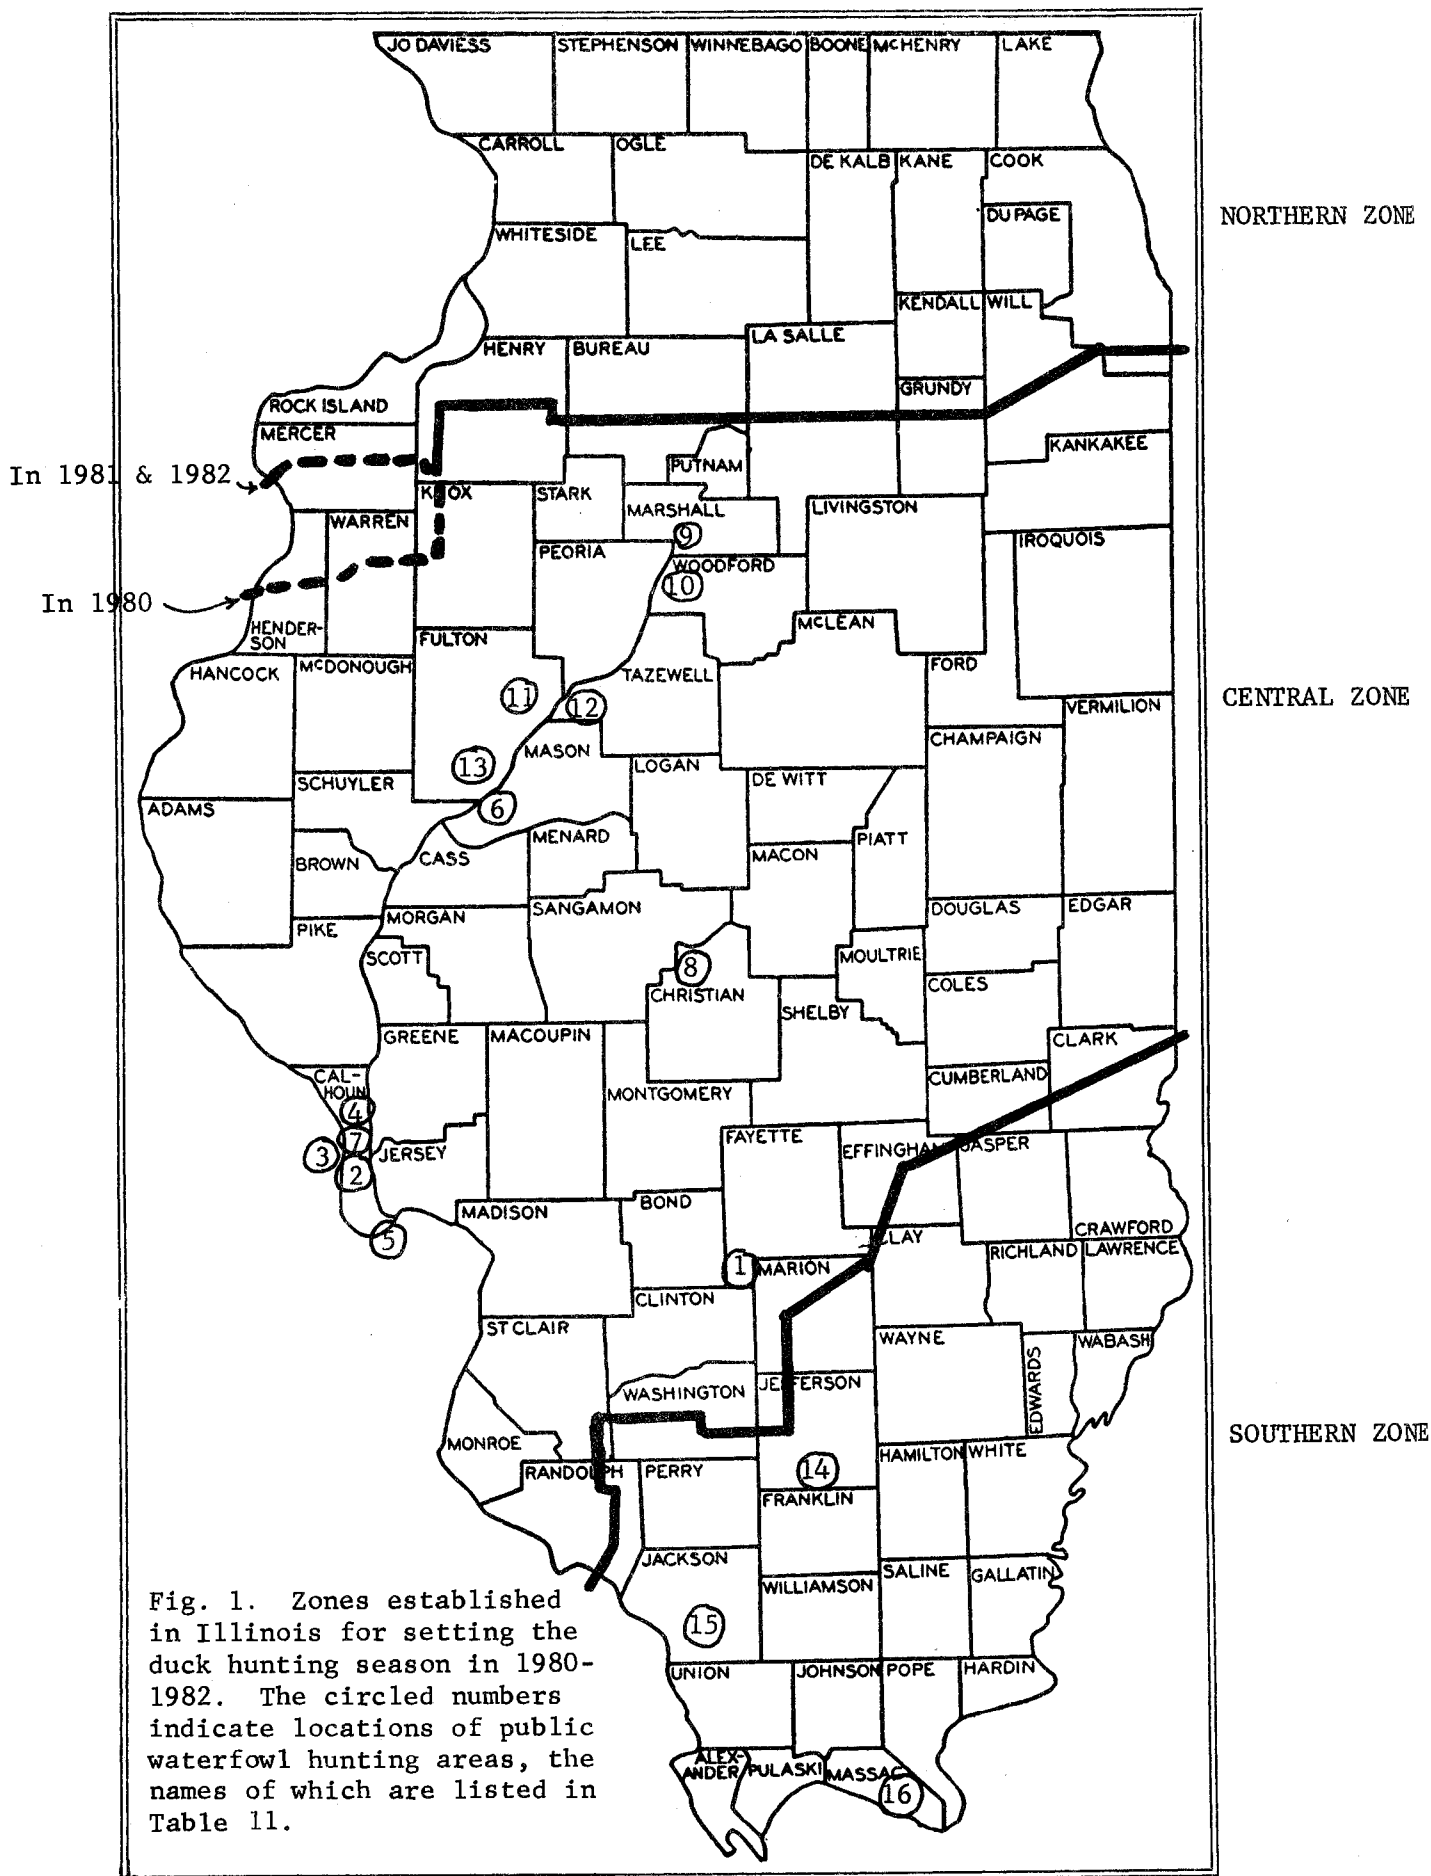 JO DAVIESS STEPHENSON WINNEBAGO BOONE McHENRY LAKE
CARROLL OGLE
DE KALB KANE COOK
NORTHERN ZONE
DU PAGE
WHITESIDE LEE
KENDALL WILL
LA SALLE
HENRY BUREAU
GRUNDY
ROCK ISLAND
MERCER
KANKAKEE
PUTNAM
In 1981 & 1982
KNOX STARK
MARSHALL LIVINGSTON
WARREN
9
IROQUOIS
PEORIA
WOODFORD
10
In 1980
McLEAN
HENDER-
SON
FULTON
HANCOCK McDONOUGH FORD
TAZEWELL
11
12
CENTRAL ZONE
VERMILION
CHAMPAIGN
MASON
13
LOGAN
DE WITT
SCHUYLER
6
ADAMS
MENARD PIATT
BROWN CASS MACON
MORGAN SANGAMON DOUGLAS EDGAR
PIKE
SCOTT MOULTRIE
8
CHRISTIAN COLES
SHELBY
GREENE MACOUPIN CLARK
CAL-
HOUN
CUMBERLAND
MONTGOMERY
4
7
FAYETTE
3
JERSEY EFFINGHAM JASPER
2
BOND
MADISON
CRAWFORD
5
CLAY
RICHLAND LAWRENCE
1
MARION
CLINTON
ST CLAIR
WAYNE WABASH
EDWARDS
WASHINGTON JEFFERSON
SOUTHERN ZONE
MONROE
HAMILTON WHITE
RANDOLPH PERRY
14
FRANKLIN
JACKSON
SALINE GALLATIN
WILLIAMSON
15
UNION JOHNSON POPE HARDIN
ALEX-
ANDER PULASKI MASSAC
16
Fig. 1. Zones established
in Illinois for setting the
duck hunting season in 1980-
1982. The circled numbers
indicate locations of public
waterfowl hunting areas, the
names of which are listed in
Table 11.